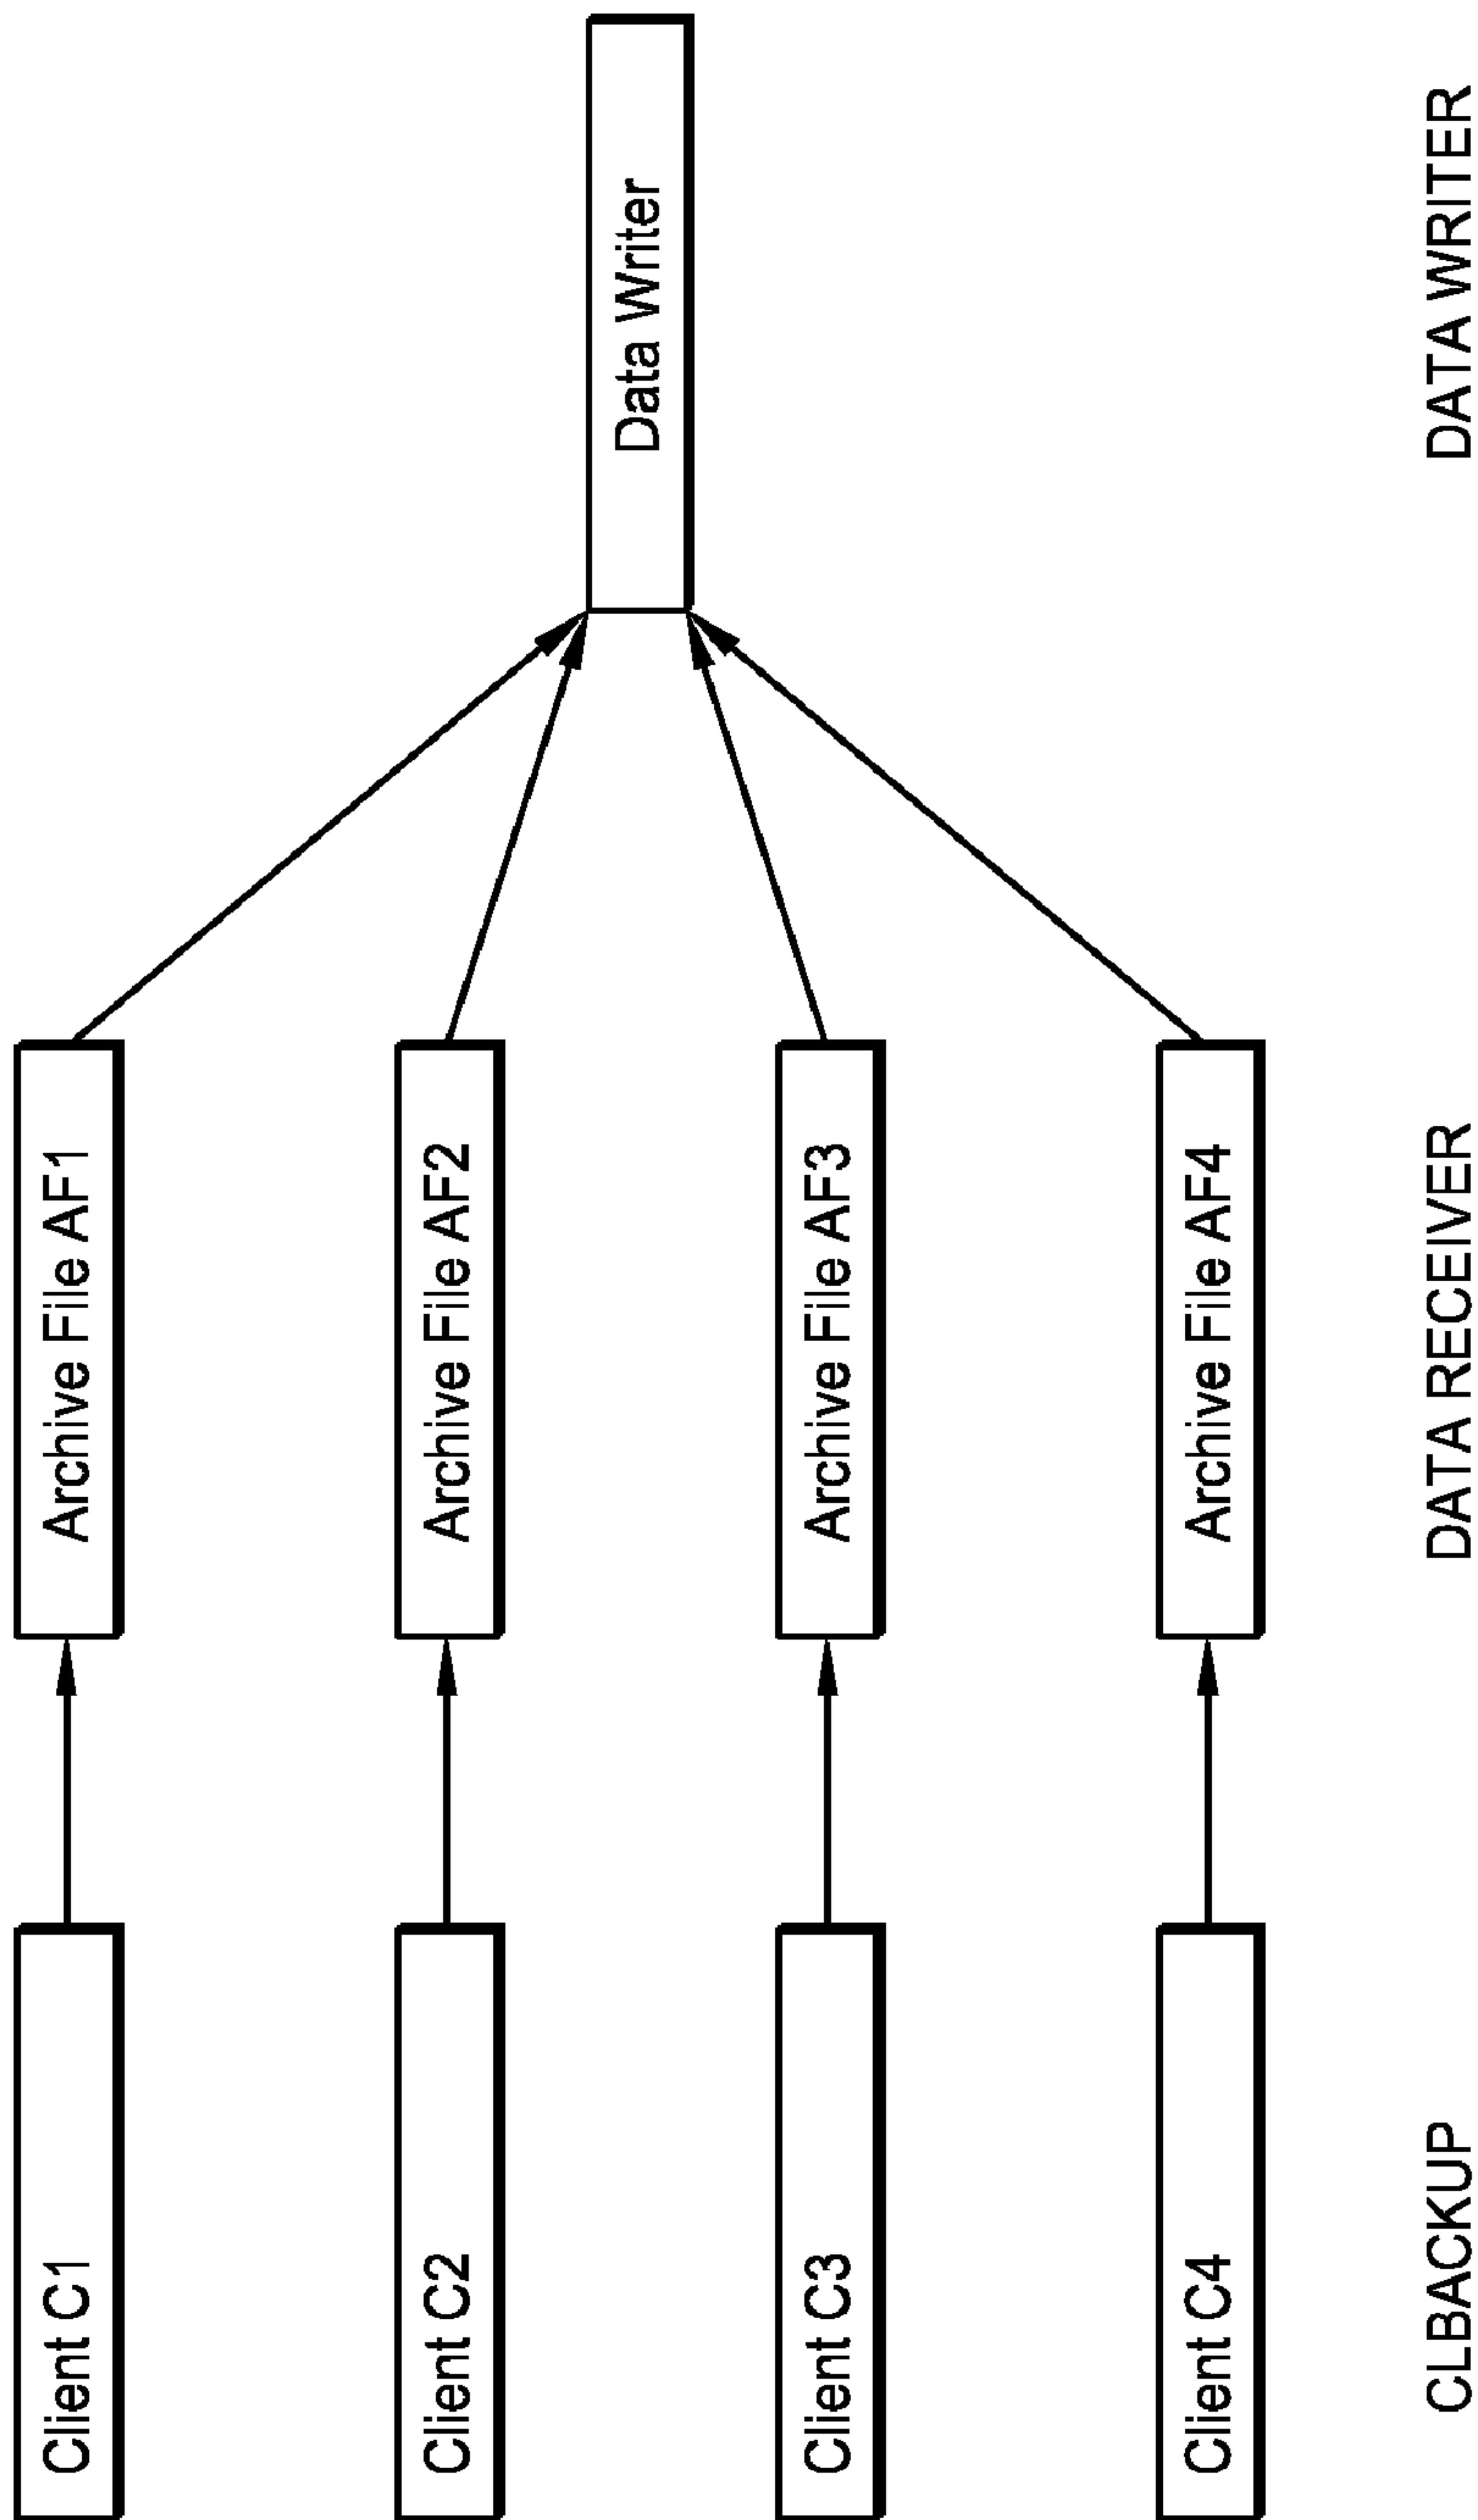 Client C1
Archive File AF1
Client C2
Archive File AF2
Data Writer
Client C3
Archive File AF3
Client C4
Archive File AF4
CLBACKUP
DATA RECEIVER
DATA WRITER